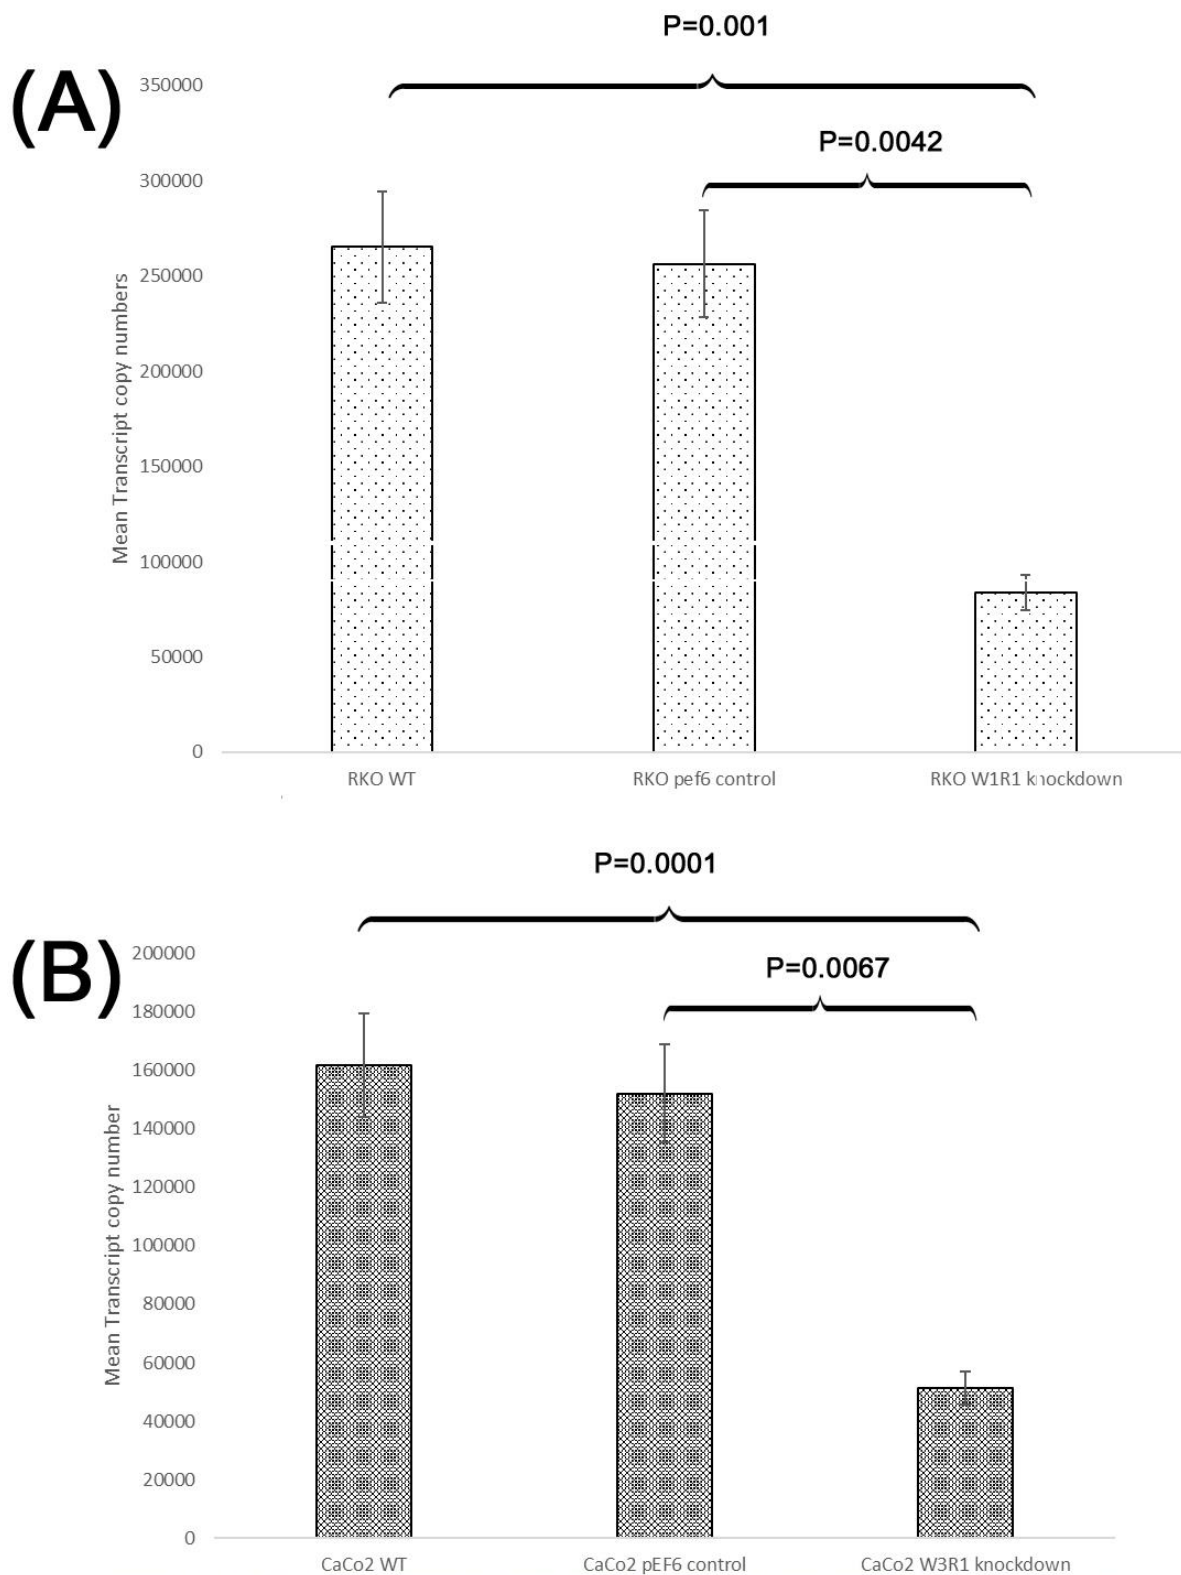 P=0.001
(A)
350000
P=0.0042
300000
250000
200000
150000
100000
50000
0
Mean Transcript copy numbers
RKO WT
RKO pef6 control
RKO W1R1 knockdown
P=0.0001
(B)
200000
P=0.0067
180000
160000
140000
120000
100000
80000
60000
40000
20000
0
Mean Transcript copy number
CaCo2 WT
CaCo2 pEF6 control
CaCo2 W3R1 knockdown